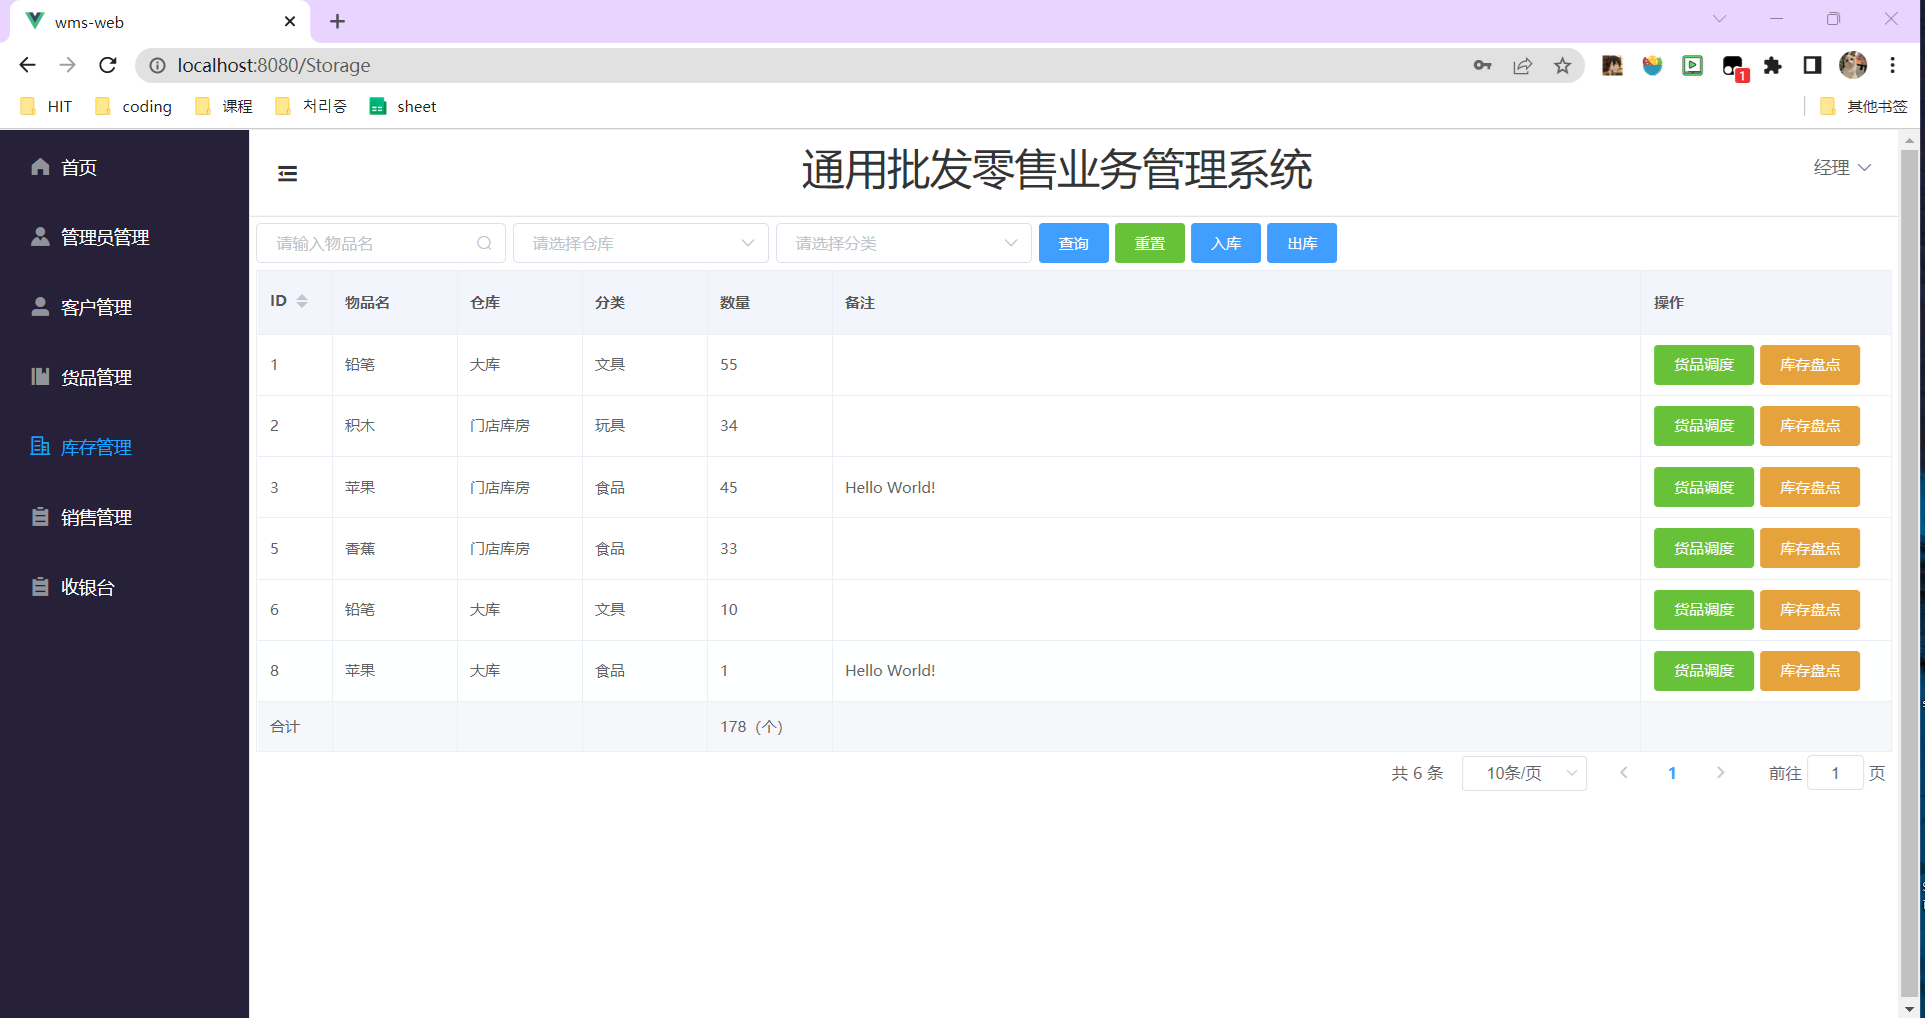 wms-web
localhost:8080/Storage
1
HIT coding 课程 처리중 sheet 其他书签
首页
管理员管理
客户管理
货品管理
库存管理
销售管理
收银台
通用批发零售业务管理系统
经理
请输入物品名 请选择仓库 请选择分类 查询 重置 入库 出库
ID 物品名 仓库 分类 数量 备注 操作
1 铅笔 大库 文具 55 货品调度 库存盘点
2 积木 门店库房 玩具 34 货品调度 库存盘点
3 苹果 门店库房 食品 45 Hello World! 货品调度 库存盘点
5 香蕉 门店库房 食品 33 货品调度 库存盘点
6 铅笔 大库 文具 10 货品调度 库存盘点
8 苹果 大库 食品 1 Hello World! 货品调度 库存盘点
合计 178（个）
共 6 条 10条/页 1 前往 1 页